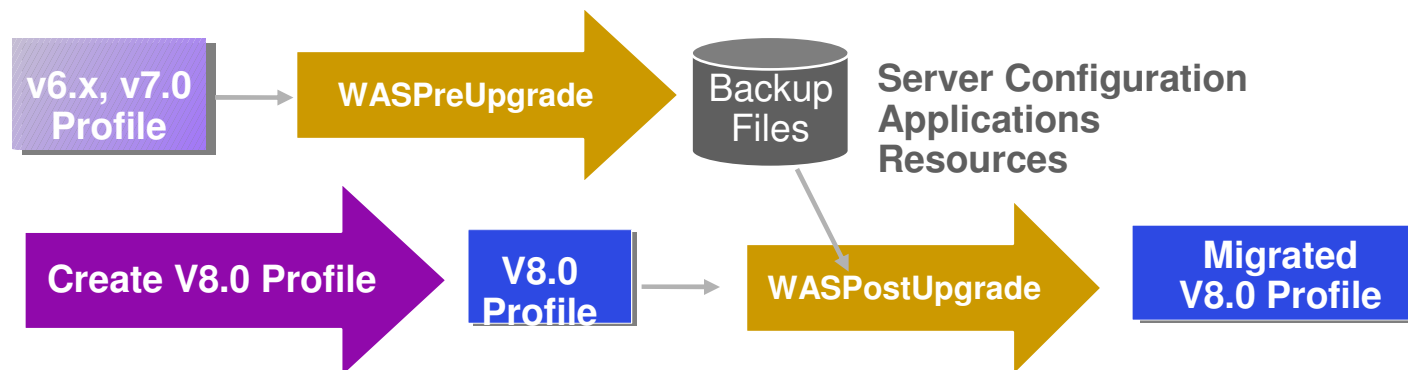 v6.x, v7.0
Profile
WASPreUpgrade
Backup
Files
Server Configuration
Applications
Resources
Create V8.0 Profile
V8.0
Profile
WASPostUpgrade
Migrated
V8.0 Profile